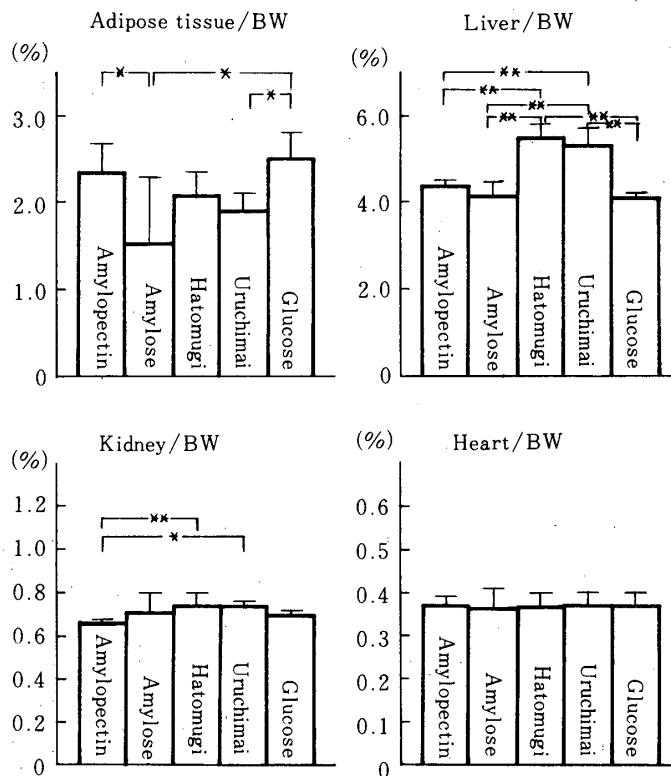 Adipose tissue/BW
(%)
3.0
2.0
1.0
0
*
*
*
Amylopectin
Amylose
Hatomugi
Uruchimai
Glucose
Liver/BW
(%)
6.0
4.0
2.0
0
**
**
**
**
**
**
Amylopectin
Amylose
Hatomugi
Uruchimai
Glucose
Kidney/BW
(%)
1.2
1.0
0.8
0.6
0.4
0.2
0
**
*
Amylopectin
Amylose
Hatomugi
Uruchimai
Glucose
Heart/BW
(%)
0.6
0.5
0.4
0.3
0.2
0.1
0
Amylopectin
Amylose
Hatomugi
Uruchimai
Glucose